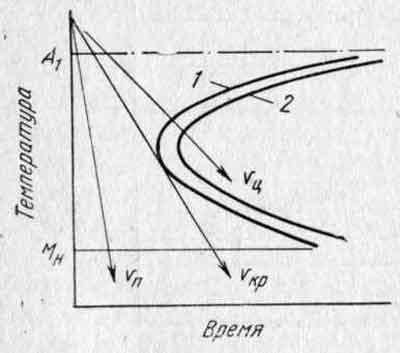 A₁
1
2
Температура
vц
Mн
vп
vкр
Время